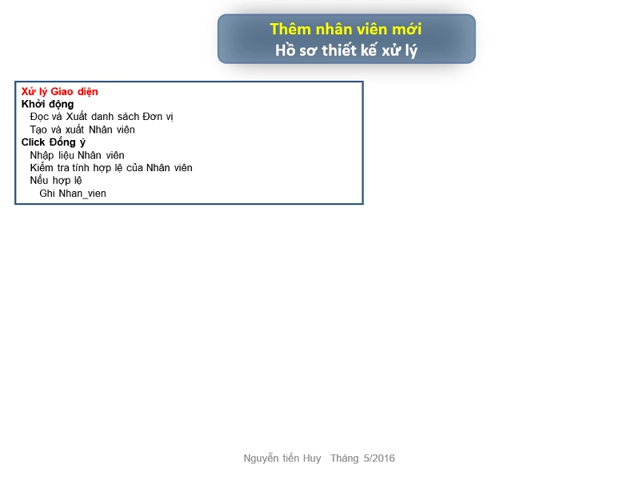 Thêm nhân viên mới
Hồ sơ thiết kế xử lý
Xử lý Giao diện
Khởi động
Đọc và Xuất danh sách Đơn vị
Tạo và xuất Nhân viên
Click Đồng ý
Nhập liệu Nhân viên
Kiểm tra tính hợp lệ của Nhân viên
Nếu hợp lệ
Ghi Nhan_vien
Nguyễn tiến Huy Tháng 5/2016